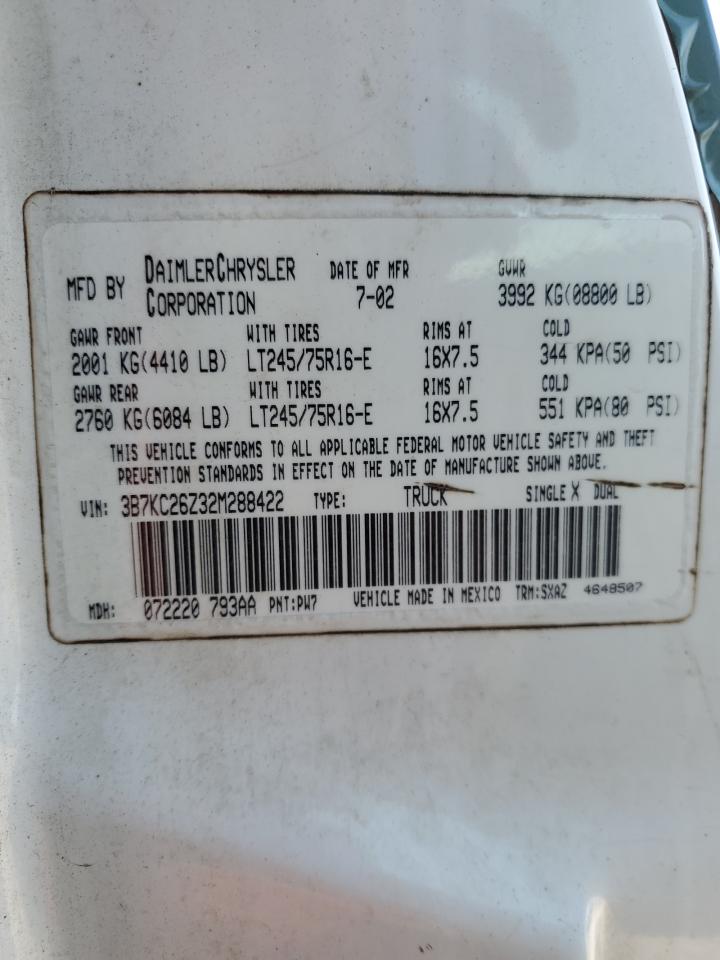 MFD BY DAIMLERCHRYSLER CORPORATION DATE OF MFR 7-02 GVWR 3992 KG(08800 LB)
GAWR FRONT WITH TIRES RIMS AT COLD
2001 KG(4410 LB) LT245/75R16-E 16X7.5 344 KPA(50 PSI)
GAWR REAR WITH TIRES RIMS AT COLD
2760 KG(6084 LB) LT245/75R16-E 16X7.5 551 KPA(80 PSI)
THIS VEHICLE CONFORMS TO ALL APPLICABLE FEDERAL MOTOR VEHICLE SAFETY AND THEFT
PREVENTION STANDARDS IN EFFECT ON THE DATE OF MANUFACTURE SHOWN ABOVE.
VIN: 3B7KC26Z32M288422 TYPE: TRUCK SINGLE X DUAL
MDH: 072220 793AA PNT:PW7 VEHICLE MADE IN MEXICO TRM:SXAZ 4648507